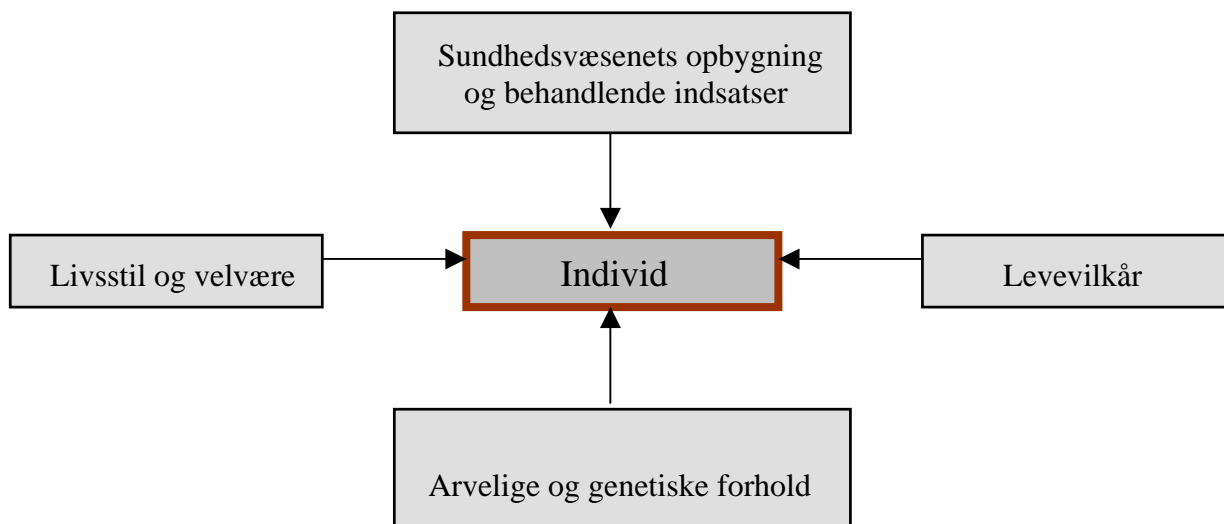 Sundhedsvæsenets opbygning
og behandlende indsatser
Livsstil og velvære
Individ
Levevilkår
Arvelige og genetiske forhold